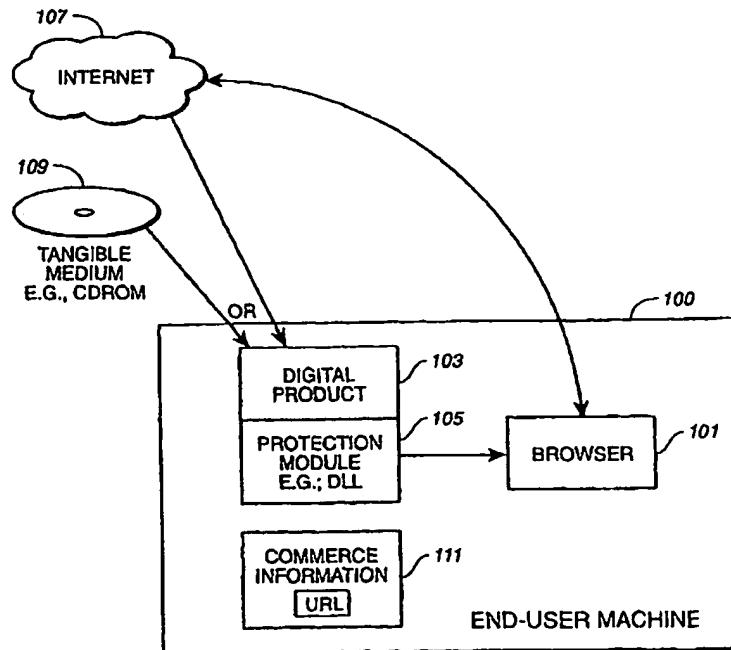 107
INTERNET
109
TANGIBLE
MEDIUM
E.G., CDROM
OR
100
DIGITAL
PRODUCT
103
PROTECTION
MODULE
E.G.; DLL
105
BROWSER
101
COMMERCE
INFORMATION
URL
111
END-USER MACHINE